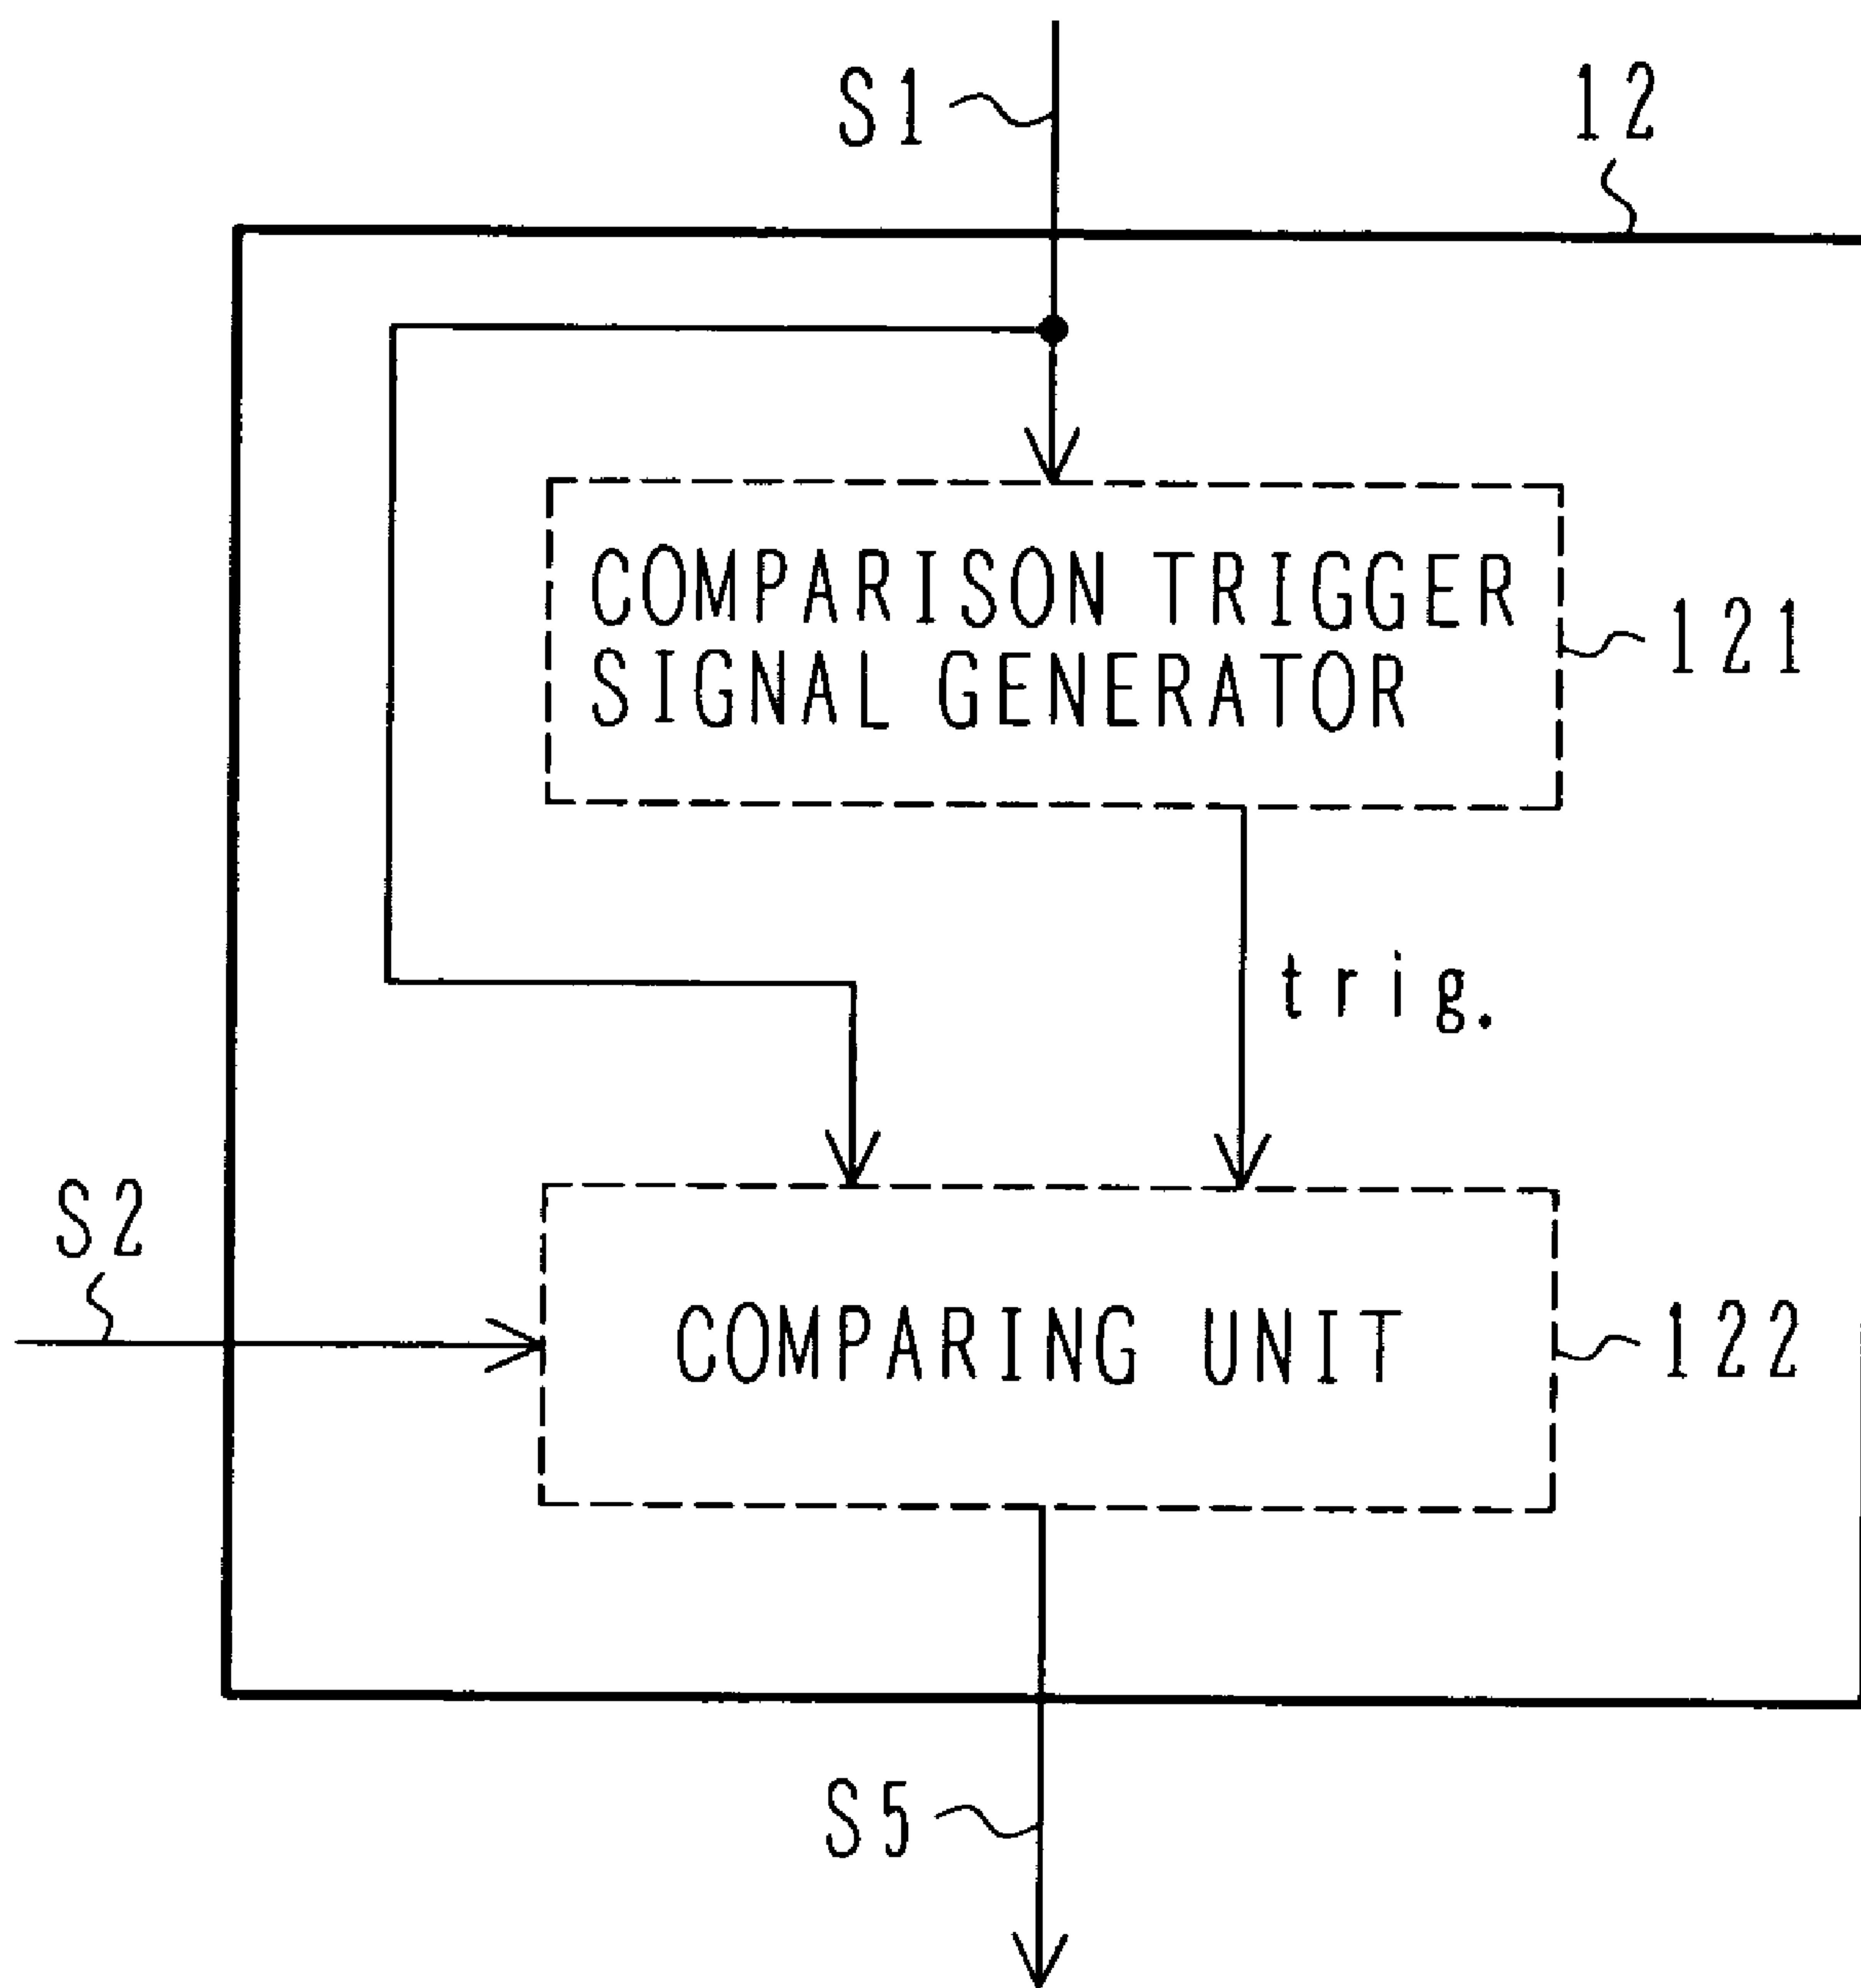 S1
12
COMPARISON TRIGGER
SIGNAL GENERATOR
121
trig.
S2
COMPARING UNIT
122
S5